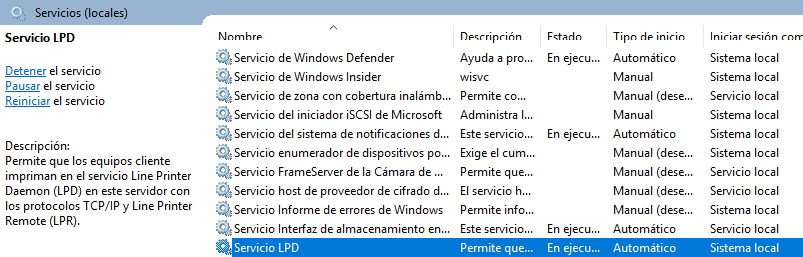 Servicios (locales)
Servicio LPD
Detener el servicio
Pausar el servicio
Reiniciar el servicio
Descripción:
Permite que los equipos cliente
impriman en el servicio Line Printer
Daemon (LPD) en este servidor con
los protocolos TCP/IP y Line Printer
Remote (LPR).
Nombre Descripción Estado Tipo de inicio Iniciar sesión com
Servicio de Windows Defender Ayuda a pro... En ejecu... Automático Sistema local
Servicio de Windows Insider wisvc Manual Sistema local
Servicio de zona con cobertura inalámb... Permite co... Manual (dese... Servicio local
Servicio del iniciador iSCSI de Microsoft Administra I... Manual Sistema local
Servicio del sistema de notificaciones d... Este servicio... En ejecu... Automático Sistema local
Servicio enumerador de dispositivos po... Exige el cum... Manual (dese... Sistema local
Servicio FrameServer de la Cámara de ... Permite que... Manual (dese... Servicio local
Servicio host de proveedor de cifrado d... El servicio h... Manual (dese... Servicio local
Servicio Informe de errores de Windows Permite info... Manual (dese... Sistema local
Servicio Interfaz de almacenamiento en... Este servicio... En ejecu... Automático Servicio local
Servicio LPD Permite que... En ejecu... Automático Sistema local